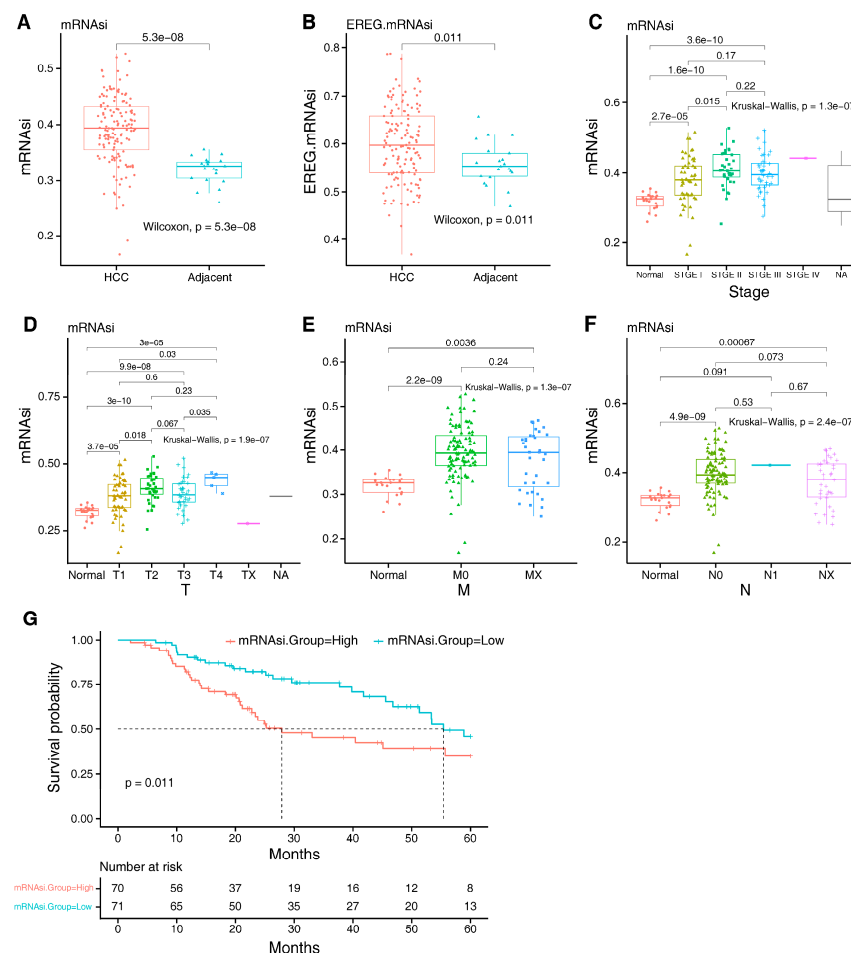 A
mRNAsi
5.3e-08
mRNAsi
0.5
0.4
0.3
0.2
Wilcoxon, p = 5.3e-08
HCC Adjacent
B
EREG.mRNAsi
0.011
EREG.mRNAsi
0.8
0.7
0.6
0.5
0.4
Wilcoxon, p = 0.011
HCC Adjacent
C
mRNAsi
3.6e-10
0.17
1.6e-10
0.22
0.015
Kruskal-Wallis, p = 1.3e-07
2.7e-05
mRNAsi
0.6
0.4
0.2
Normal STGE I STGE II STGE III STGE IV NA
Stage
D
mRNAsi
3e-05
0.03
9.9e-08
0.6
0.23
3e-10
0.035
0.067
0.018
Kruskal-Wallis, p = 1.9e-07
3.7e-05
mRNAsi
0.75
0.50
0.25
Normal T1 T2 T3 T4 TX NA
T
E
mRNAsi
0.0036
0.24
2.2e-09
Kruskal-Wallis, p = 1.3e-07
mRNAsi
0.6
0.5
0.4
0.3
0.2
Normal M0 MX
M
F
mRNAsi
0.00067
0.073
0.091
0.67
0.53
4.9e-09
Kruskal-Wallis, p = 2.4e-07
mRNAsi
0.6
0.4
0.2
Normal N0 N1 NX
N
G
mRNAsi.Group=High mRNAsi.Group=Low
Survival probability
1.00
0.75
0.50
0.25
0.00
p = 0.011
0 10 20 30 40 50 60
Months
Number at risk
mRNAsi.Group=High 70 56 37 19 16 12 8
mRNAsi.Group=Low 71 65 50 35 27 20 13
0 10 20 30 40 50 60
Months